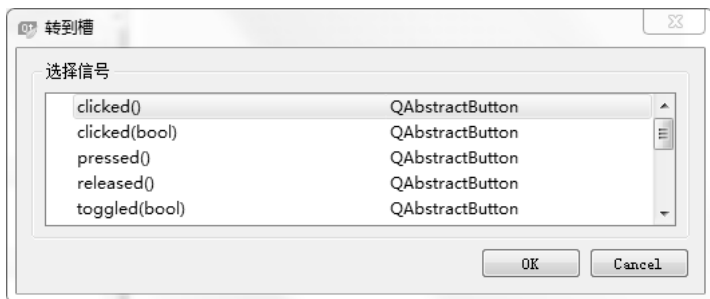 转到槽
选择信号
clicked() QAbstractButton
clicked(bool) QAbstractButton
pressed() QAbstractButton
released() QAbstractButton
toggled(bool) QAbstractButton
OK Cancel